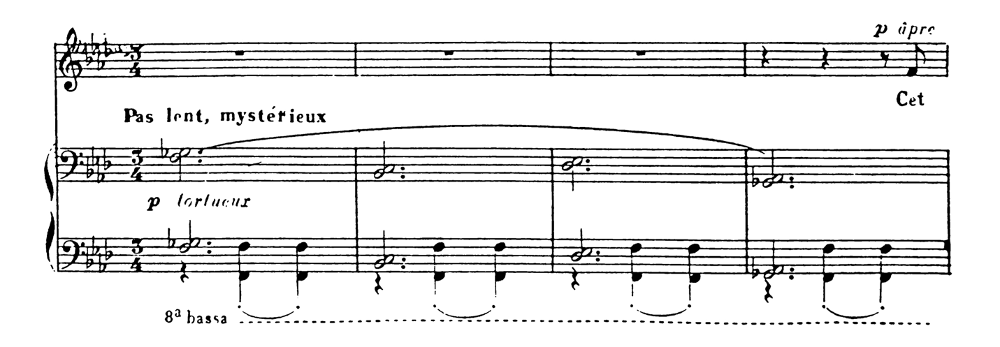 p âpre
Cet
Pas lent, mystérieux
p tortueux
8ª bassa